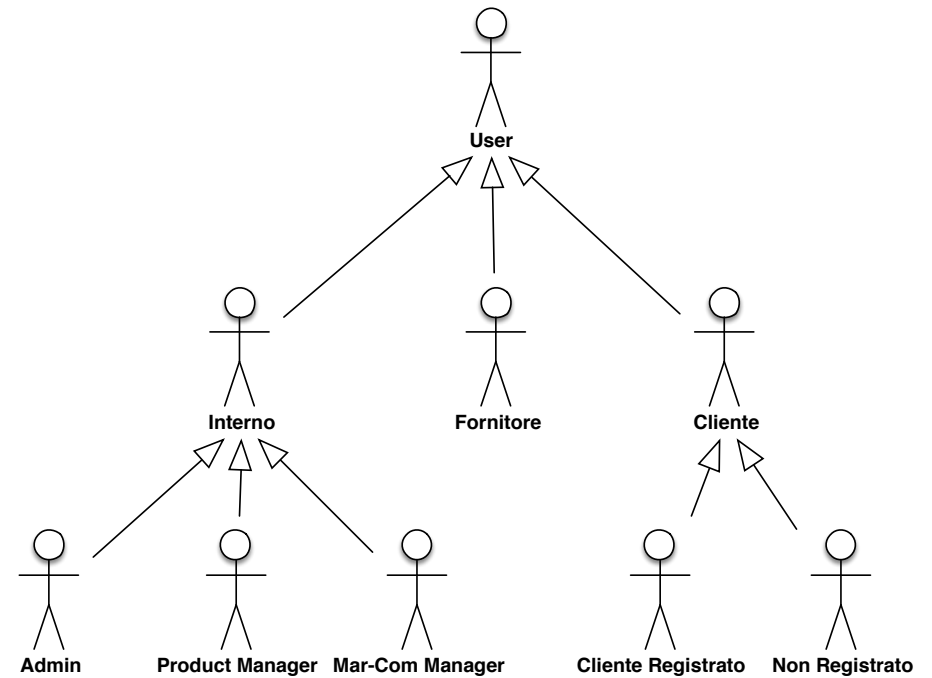 User
Interno
Fornitore
Cliente
Admin
Product Manager
Mar-Com Manager
Cliente Registrato
Non Registrato